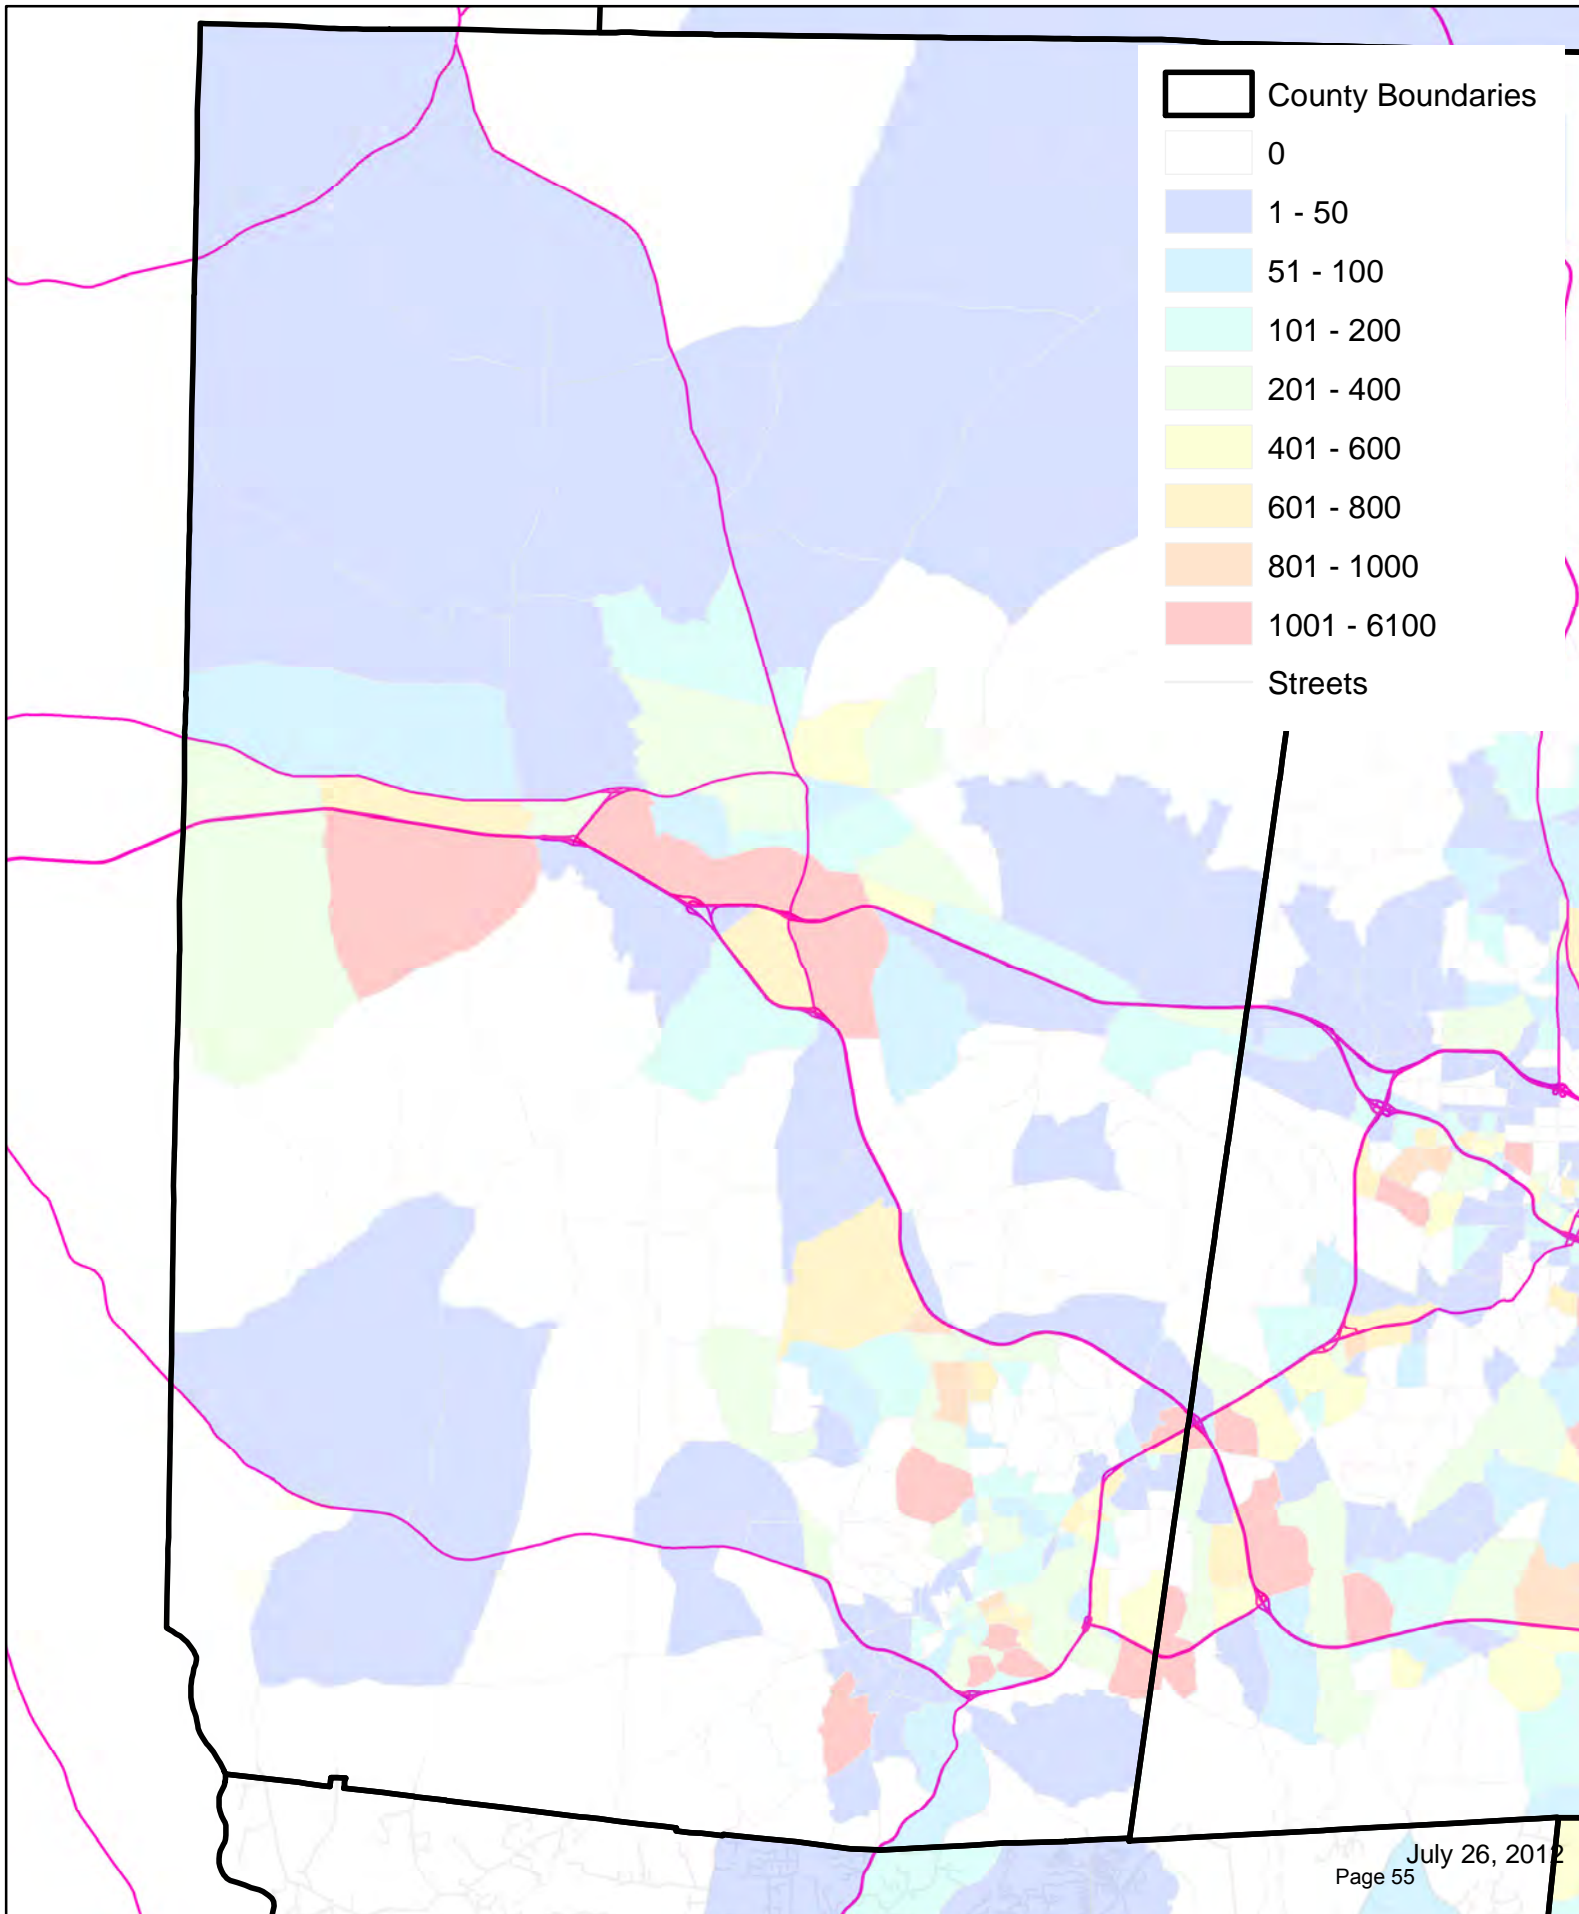 County Boundaries
0
1 - 50
51 - 100
101 - 200
201 - 400
401 - 600
601 - 800
801 - 1000
1001 - 6100
Streets
July 26, 2012
Page 55